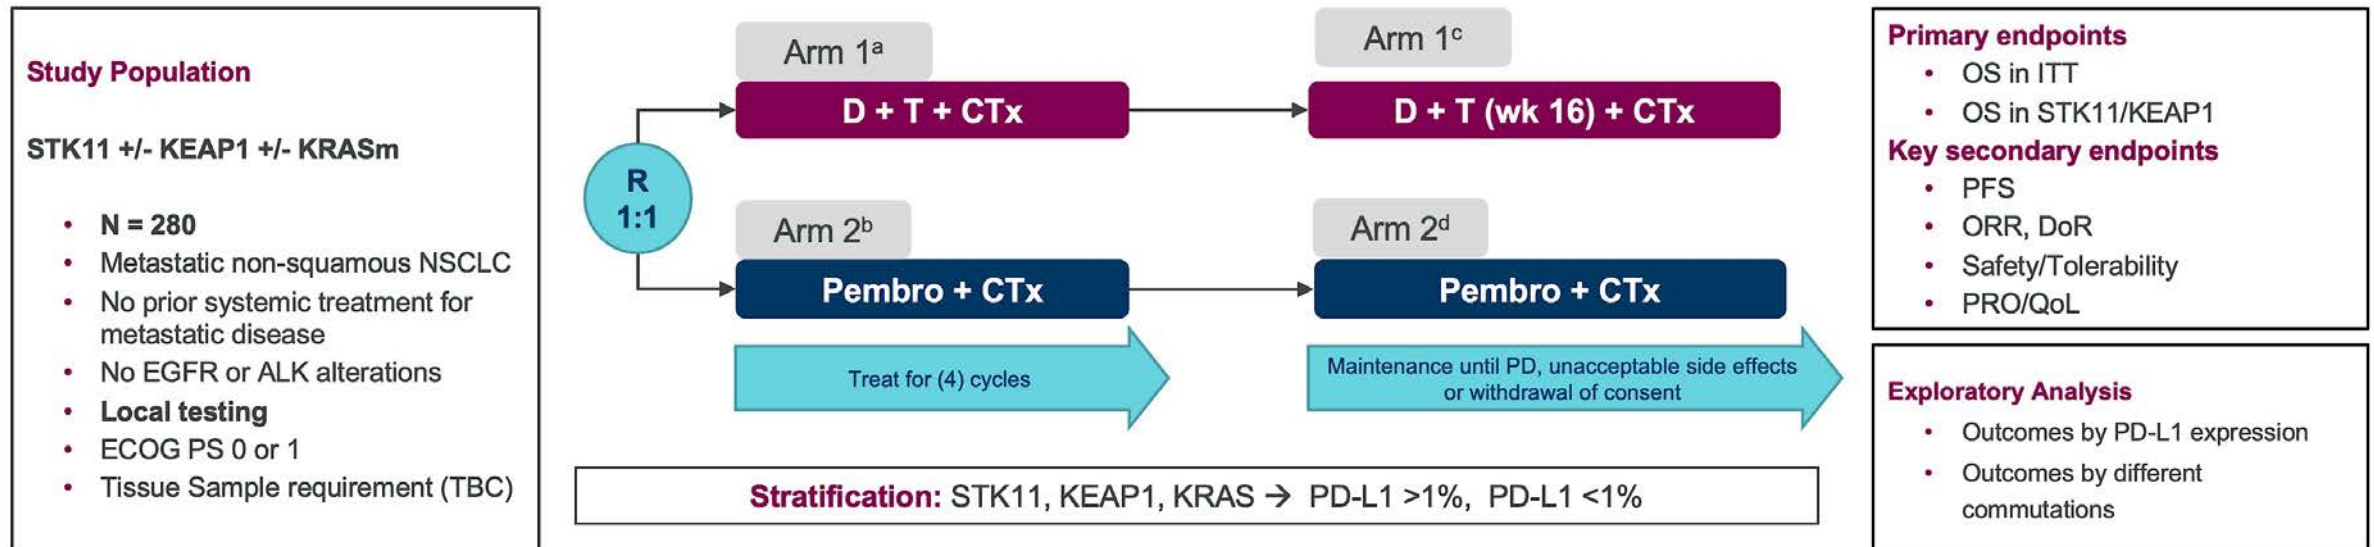 Study Population
STK11 +/- KEAP1 +/- KRASm
• N = 280
• Metastatic non-squamous NSCLC
• No prior systemic treatment for
metastatic disease
• No EGFR or ALK alterations
• Local testing
• ECOG PS 0 or 1
• Tissue Sample requirement (TBC)
R
1:1
Arm 1ᵃ
D + T + CTx
Arm 1ᶜ
D + T (wk 16) + CTx
Arm 2ᵇ
Pembro + CTx
Arm 2ᵈ
Pembro + CTx
Treat for (4) cycles
Maintenance until PD, unacceptable side effects
or withdrawal of consent
Stratification: STK11, KEAP1, KRAS → PD-L1 >1%, PD-L1 <1%
Primary endpoints
• OS in ITT
• OS in STK11/KEAP1
Key secondary endpoints
• PFS
• ORR, DoR
• Safety/Tolerability
• PRO/QoL
Exploratory Analysis
• Outcomes by PD-L1 expression
• Outcomes by different
commutations